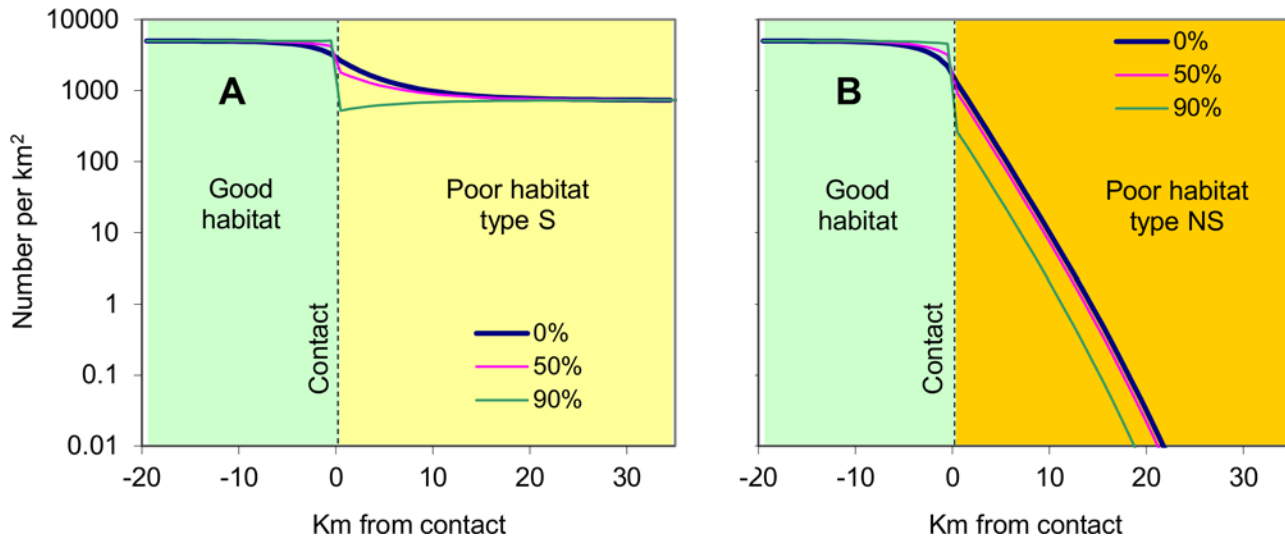 Number per km²
10000
1000
100
10
1
0.1
0.01
A
Good
habitat
Poor habitat
type S
Contact
0%
50%
90%
-20
-10
0
10
20
30
Km from contact
B
0%
50%
90%
Good
habitat
Poor habitat
type NS
Contact
-20
-10
0
10
20
30
Km from contact